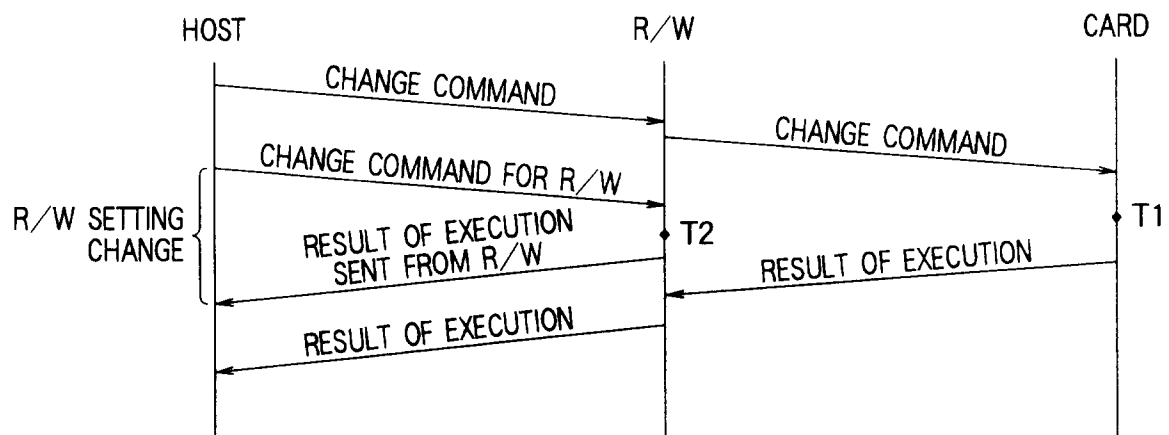 HOST
R/W
CARD
CHANGE COMMAND
CHANGE COMMAND
CHANGE COMMAND FOR R/W
R/W SETTING
CHANGE
RESULT OF EXECUTION
SENT FROM R/W
T2
T1
RESULT OF EXECUTION
RESULT OF EXECUTION